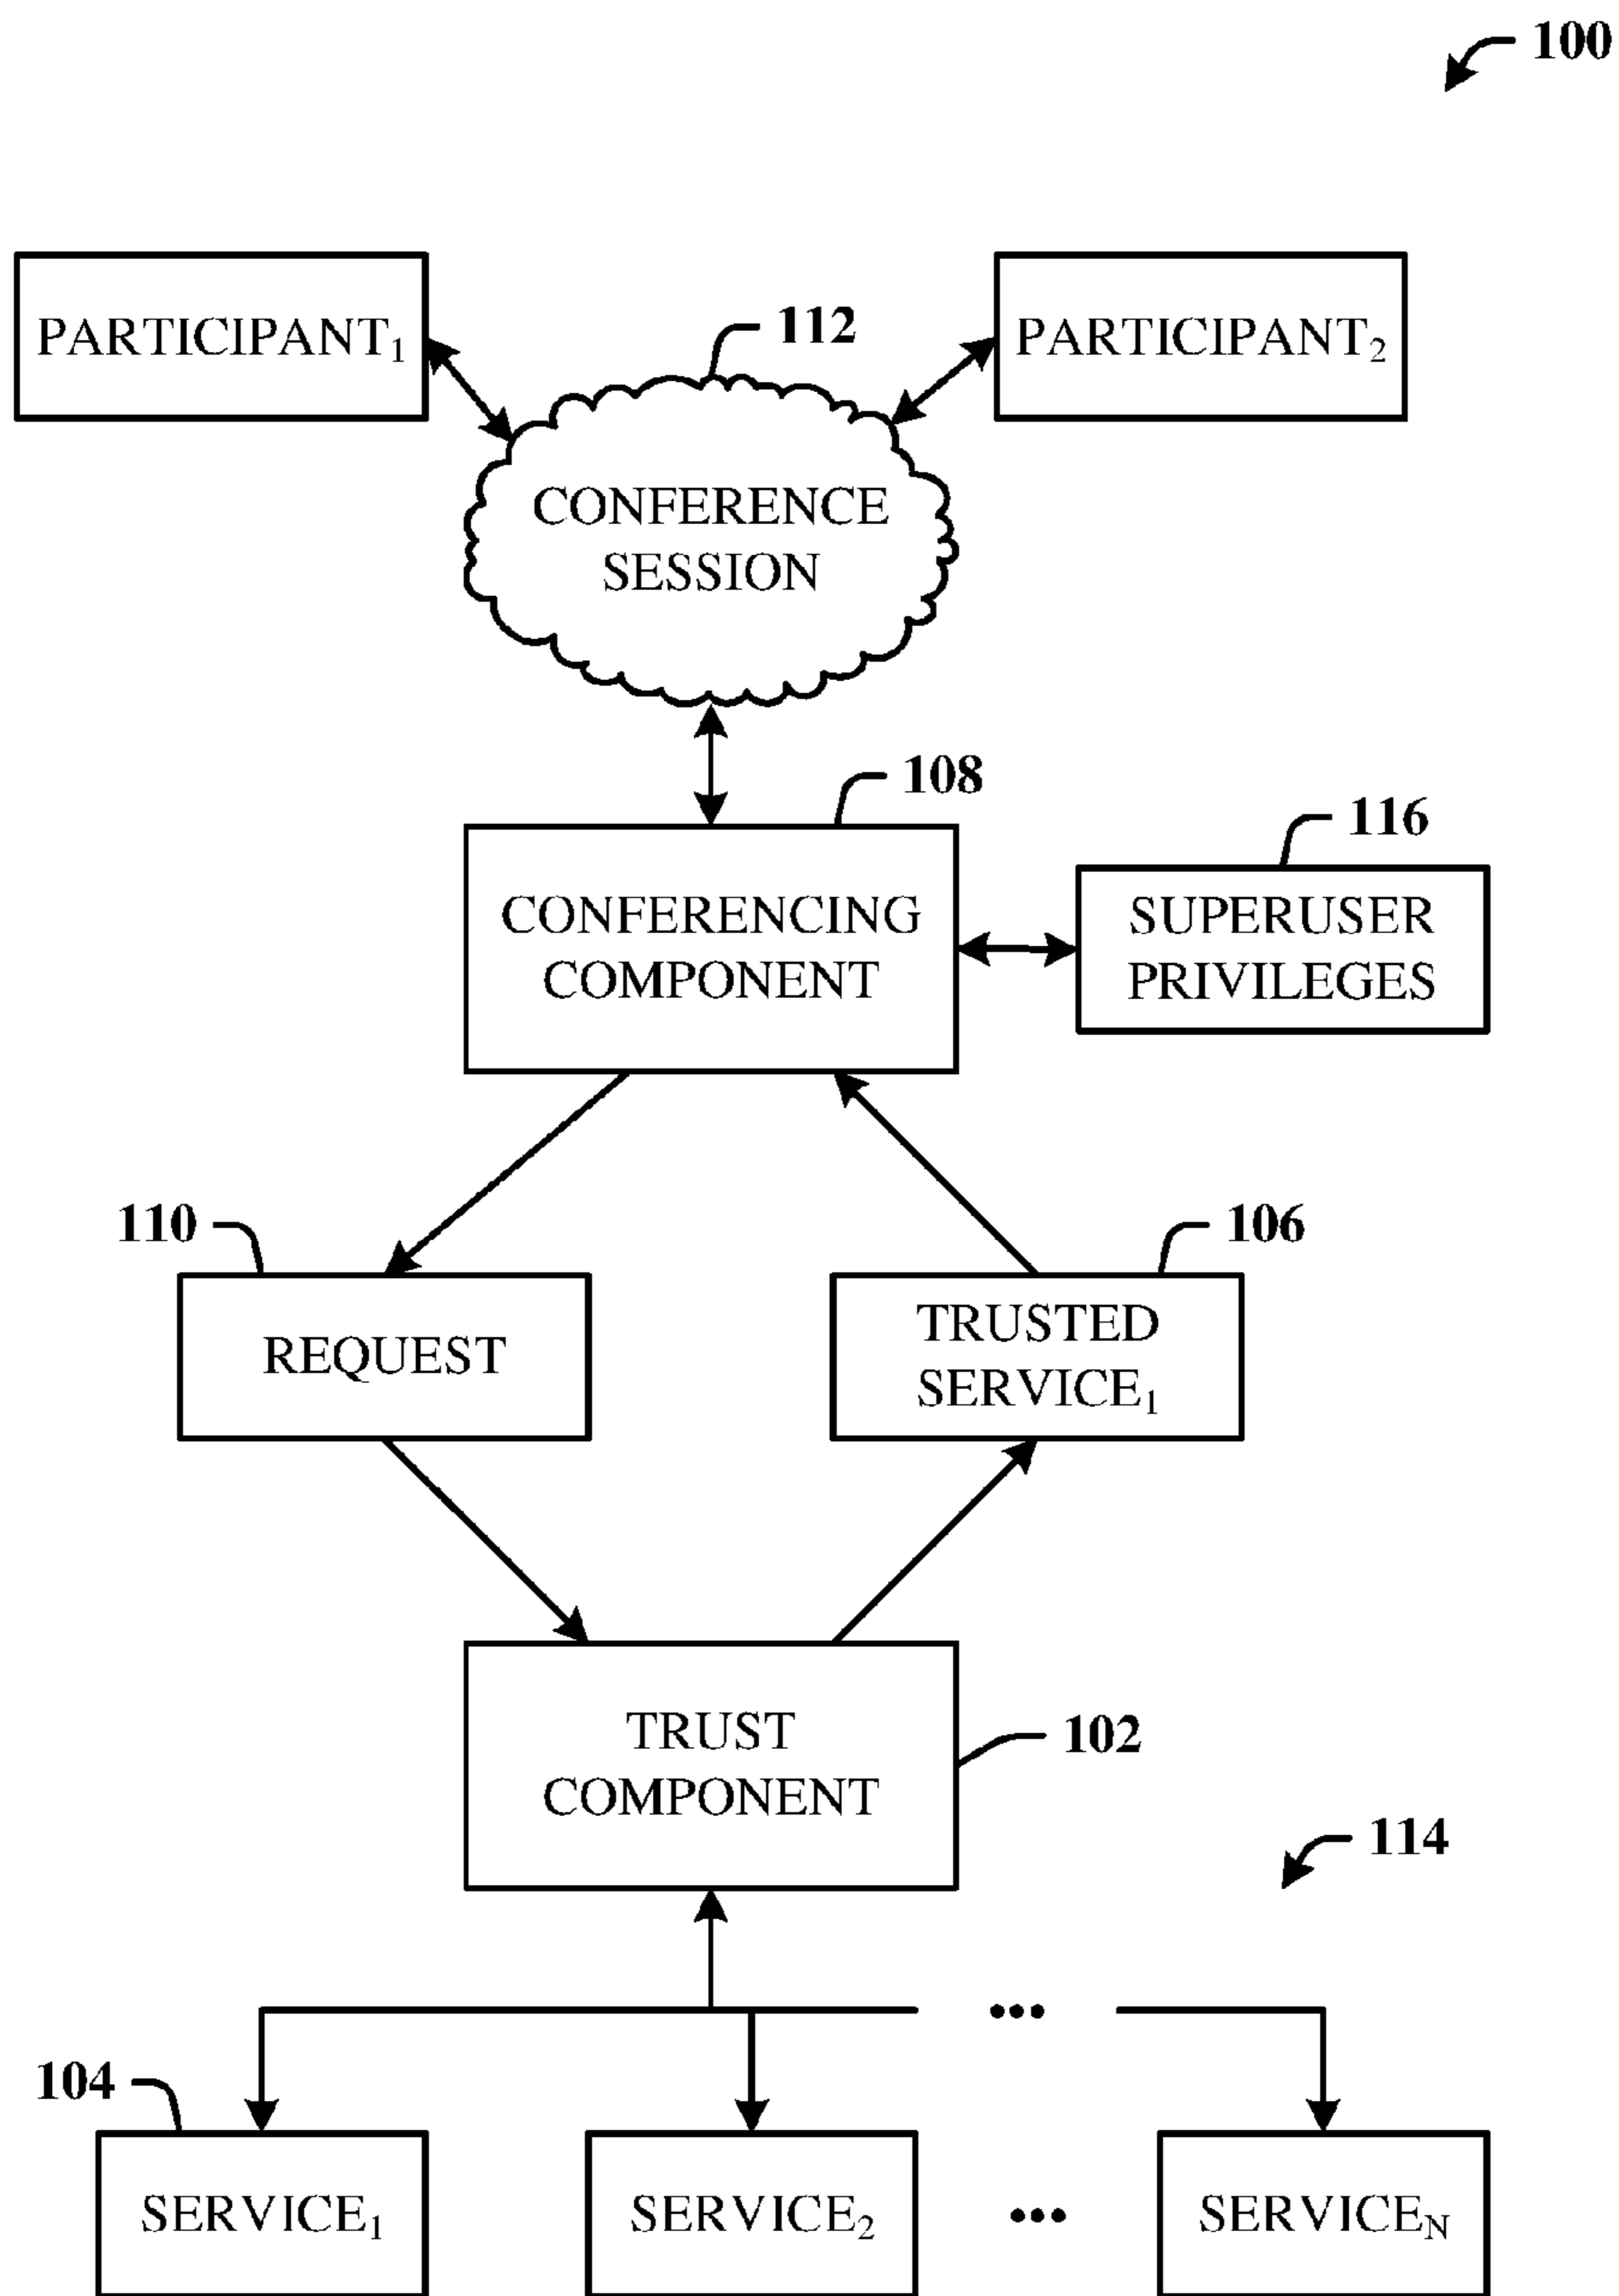 100
PARTICIPANT1
PARTICIPANT2
112
CONFERENCE
SESSION
108
CONFERENCING
COMPONENT
116
SUPERUSER
PRIVILEGES
110
REQUEST
106
TRUSTED
SERVICE1
TRUST
COMPONENT
102
114
•••
104
SERVICE1
SERVICE2
•••
SERVICEN